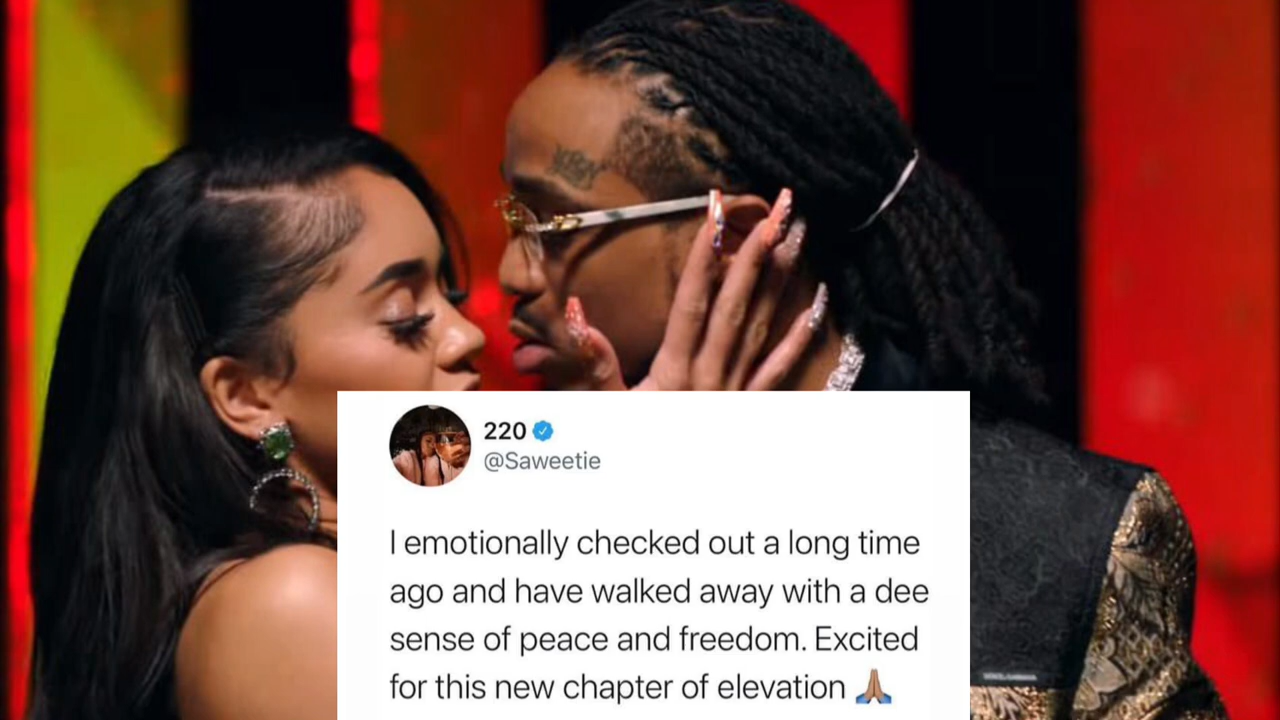 220
@Saweetie
I emotionally checked out a long time
ago and have walked away with a dee
sense of peace and freedom. Excited
for this new chapter of elevation 🙏🏽